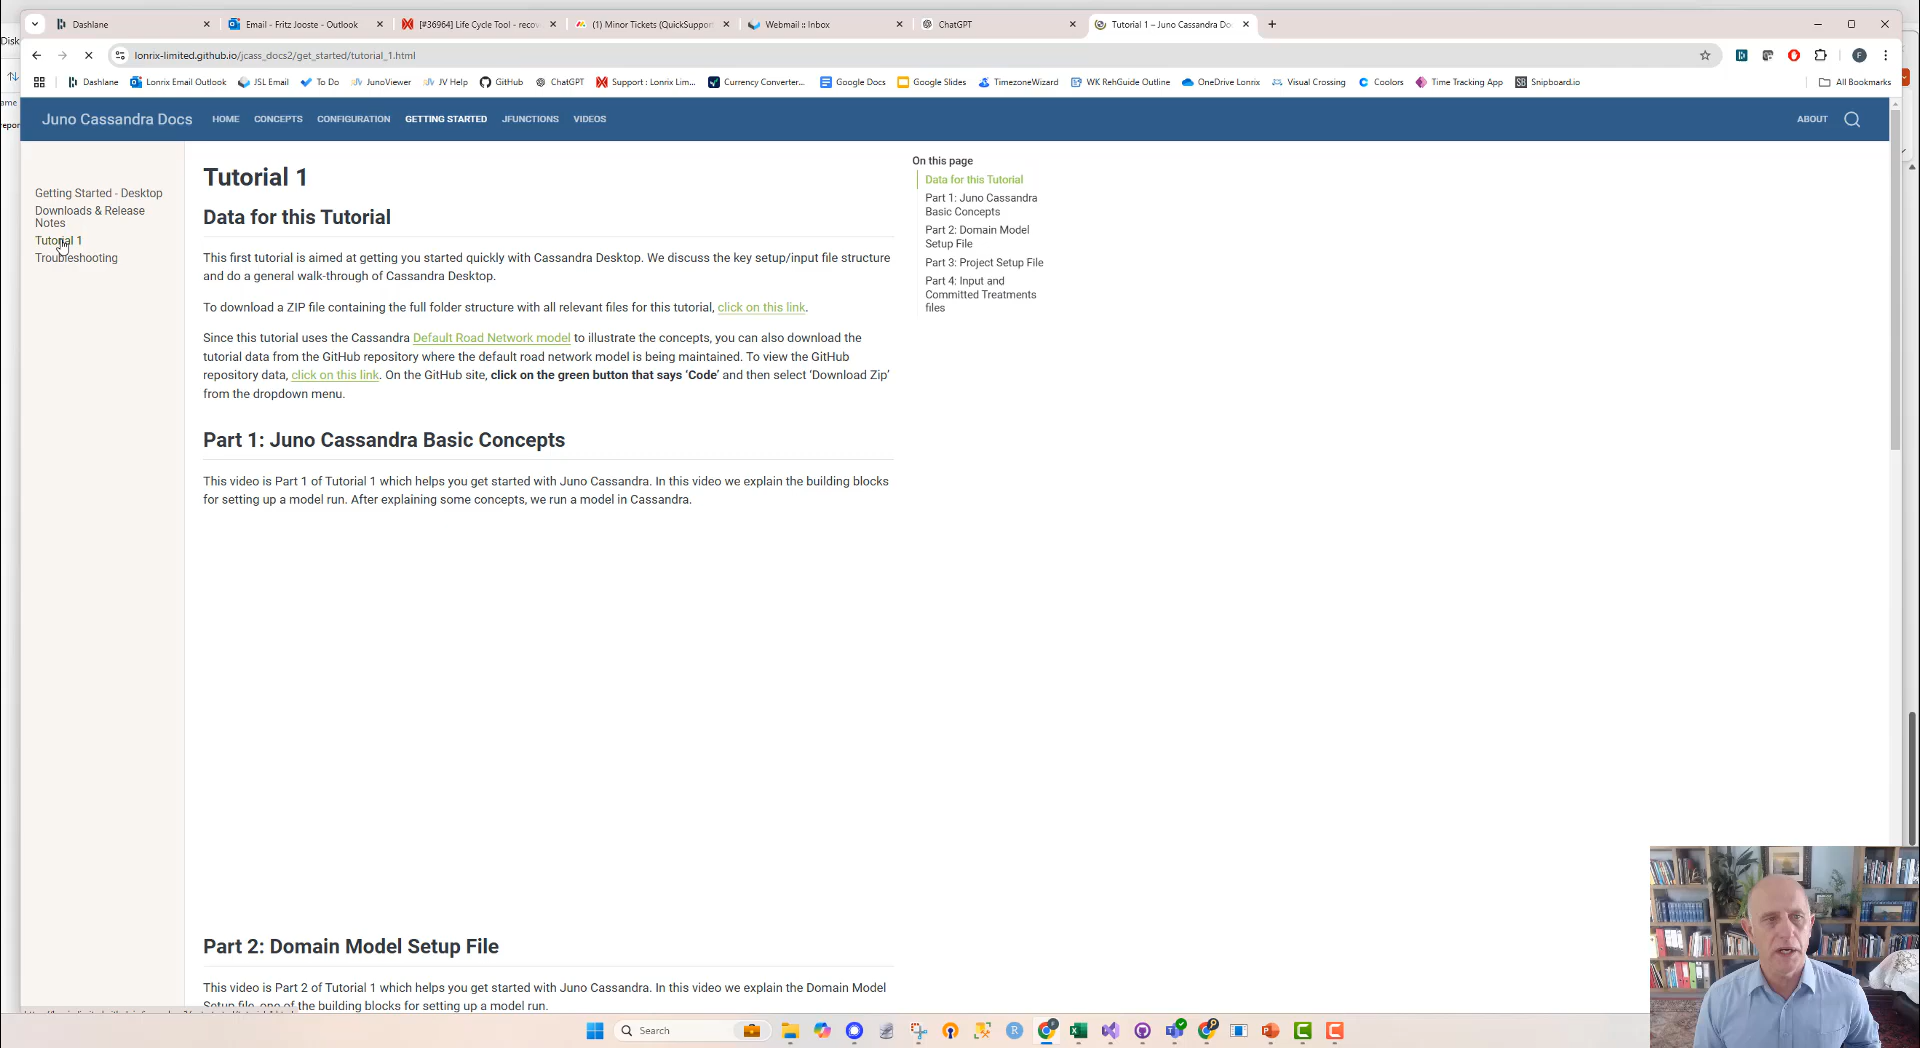 Dashlane
Email - Fritz Jooste - Outlook
[#36964] Life Cycle Tool - recov
(1) Minor Tickets (QuickSuppor
Webmail :: Inbox
ChatGPT
Tutorial 1 – Juno Cassandra Do
Disk
lonrix-limited.github.io/jcass_docs2/get_started/tutorial_1.html
Dashlane
Lonrix Email Outlook
JSL Email
To Do
JunoViewer
JV Help
GitHub
ChatGPT
Support : Lonrix Lim...
Currency Converter...
Google Docs
Google Slides
TimezoneWizard
WK RehGuide Outline
OneDrive Lonrix
Visual Crossing
Coolors
Time Tracking App
Snipboard.io
All Bookmarks
ame
repor
Juno Cassandra Docs
HOME
CONCEPTS
CONFIGURATION
GETTING STARTED
JFUNCTIONS
VIDEOS
ABOUT
Getting Started - Desktop
Downloads & Release
Notes
Tutorial 1
Troubleshooting
Tutorial 1
Data for this Tutorial
This first tutorial is aimed at getting you started quickly with Cassandra Desktop. We discuss the key setup/input file structure
and do a general walk-through of Cassandra Desktop.
To download a ZIP file containing the full folder structure with all relevant files for this tutorial, click on this link.
Since this tutorial uses the Cassandra Default Road Network model to illustrate the concepts, you can also download the
tutorial data from the GitHub repository where the default road network model is being maintained. To view the GitHub
repository data, click on this link. On the GitHub site, click on the green button that says ‘Code’ and then select ‘Download Zip’
from the dropdown menu.
Part 1: Juno Cassandra Basic Concepts
This video is Part 1 of Tutorial 1 which helps you get started with Juno Cassandra. In this video we explain the building blocks
for setting up a model run. After explaining some concepts, we run a model in Cassandra.
Part 2: Domain Model Setup File
This video is Part 2 of Tutorial 1 which helps you get started with Juno Cassandra. In this video we explain the Domain Model
Setup file, one of the building blocks for setting up a model run.
On this page
Data for this Tutorial
Part 1: Juno Cassandra
Basic Concepts
Part 2: Domain Model
Setup File
Part 3: Project Setup File
Part 4: Input and
Committed Treatments
files
Search